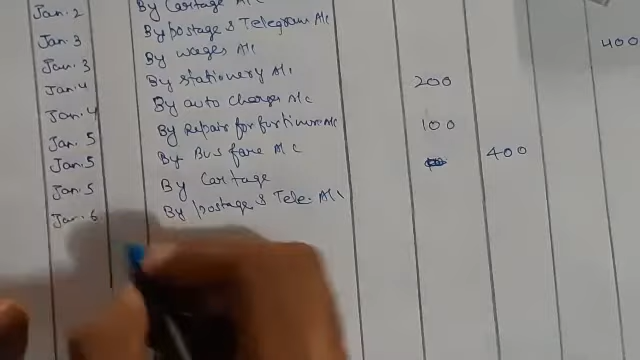 Jan. 2 By Cartage A/c
Jan. 3 By postage & Telegram A/c
Jan. 3 By wages A/c 400
Jan. 4 By stationery A/c
Jan. 4 By auto charges A/c 200
Jan. 5 By Repair for furtinure A/c 100
Jan. 5 By Bus fare A/c 400
Jan. 5 By Cartage
Jan. 6 By postage & Tele. A/c